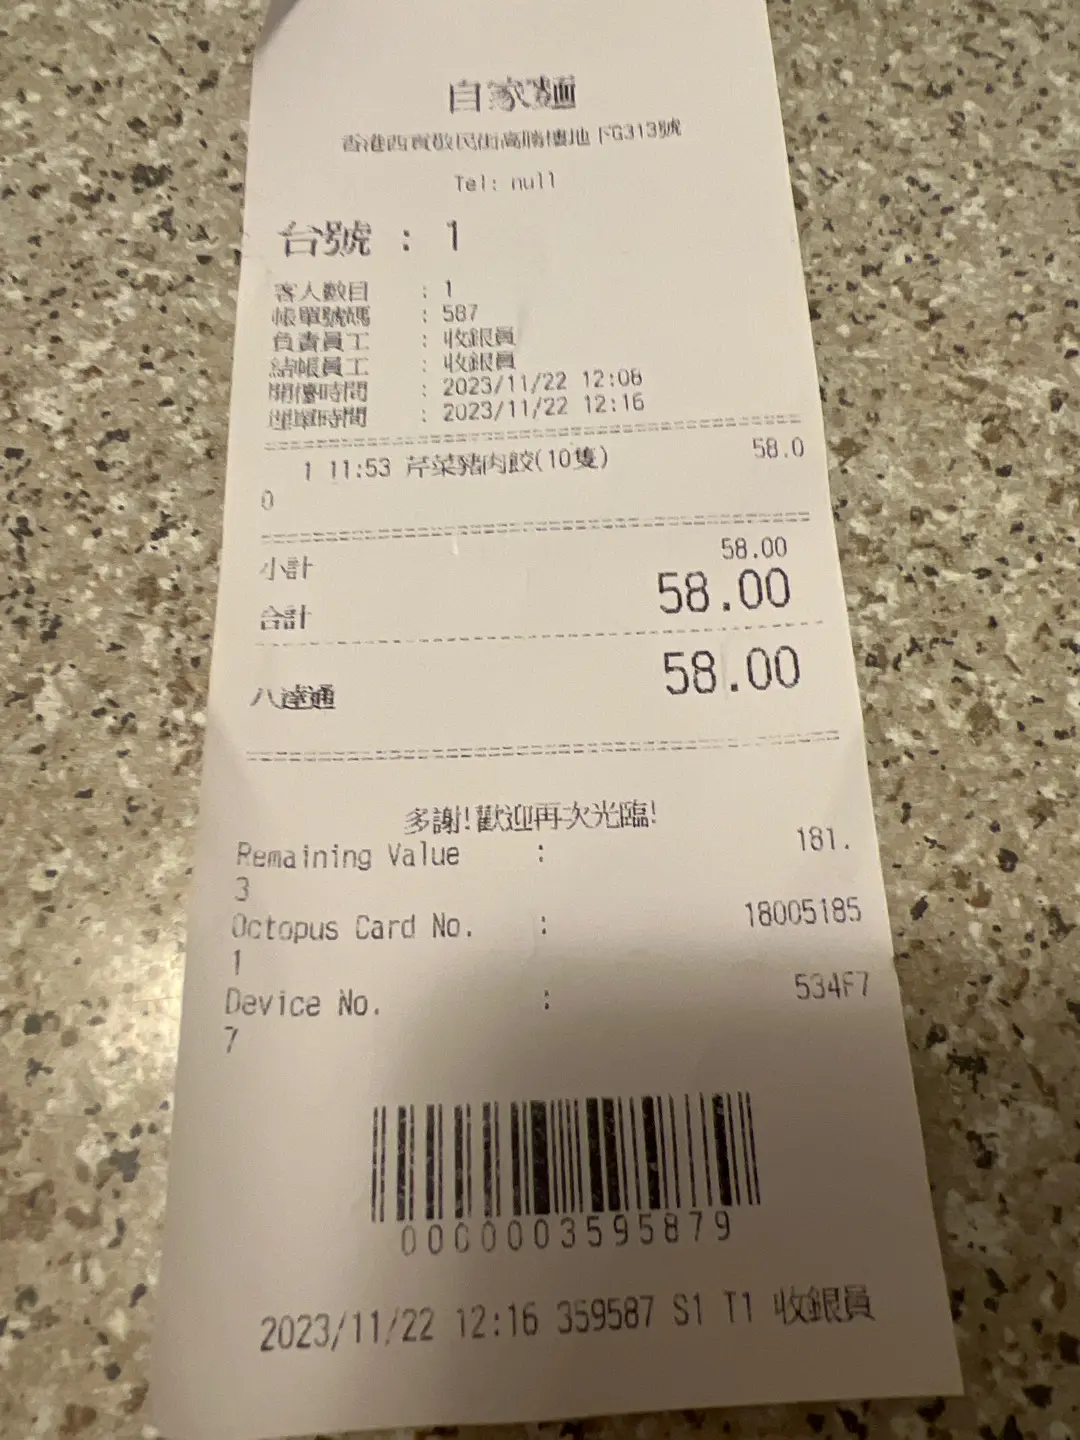 自家麵
香港西實敬民街高勝樓地下G313號
Tel: null
台號 : 1
客人數目 : 1
帳單號碼 : 587
負責員工 : 收銀員
結帳員工 : 收銀員
開檯時間 : 2023/11/22 12:08
埋單時間 : 2023/11/22 12:16
1 11:53 芹菜豬肉餃(10隻) 58.0
0
小計 58.00
合計 58.00
八達通 58.00
多謝!歡迎再次光臨!
Remaining Value : 181.
3
Octopus Card No. : 18005185
1
Device No. : 534F7
7
0000003595879
2023/11/22 12:16 359587 S1 T1 收銀員